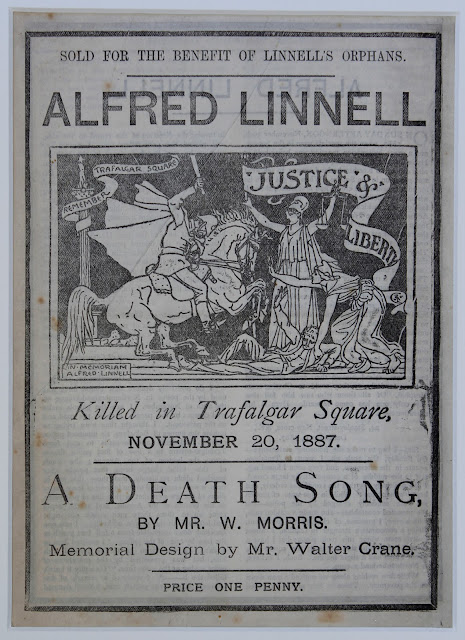 SOLD FOR THE BENEFIT OF LINNELL'S ORPHANS.
ALFRED LINNELL
REMEMBER
TRAFALGAR SQUARE
JUSTICE &
LIBERTY
IN·MEMORIAM
ALFRED·LINNELL
Killed in Trafalgar Square,
NOVEMBER 20, 1887.
A DEATH SONG,
BY MR. W. MORRIS.
Memorial Design by Mr. Walter Crane.
PRICE ONE PENNY.